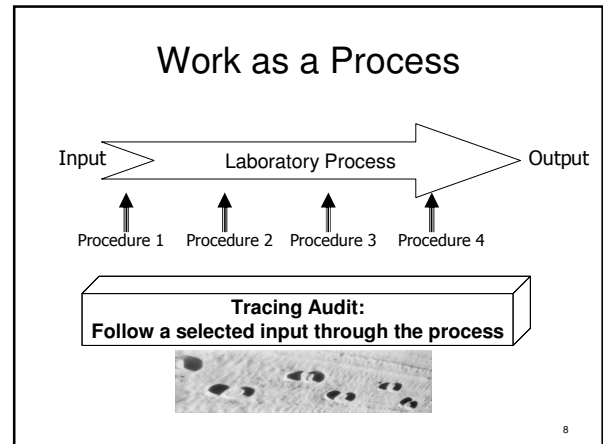 Work as a Process
Input Laboratory Process Output
Procedure 1 Procedure 2 Procedure 3 Procedure 4
Tracing Audit:
Follow a selected input through the process
8